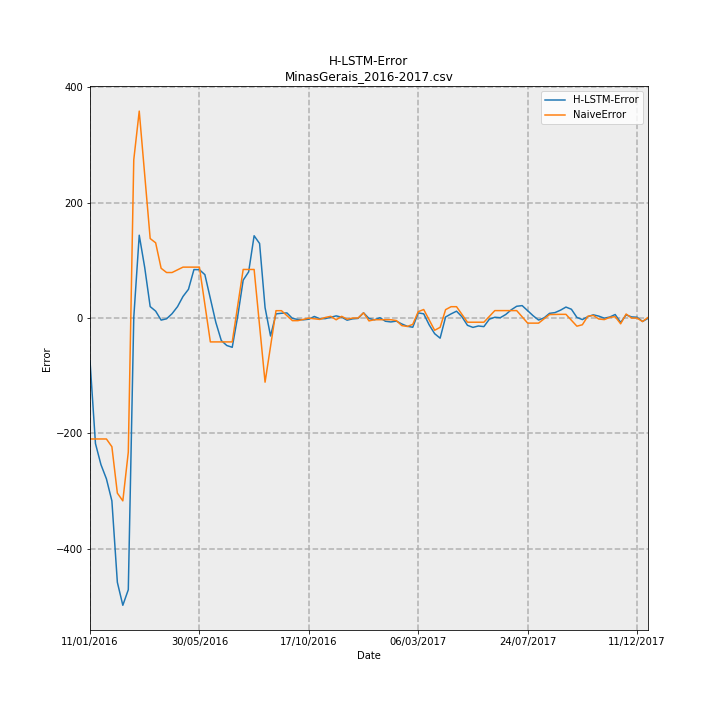 H-LSTM-Error
MinasGerais_2016-2017.csv
H-LSTM-Error
NaiveError
400
200
0
−200
−400
Error
11/01/2016
30/05/2016
17/10/2016
06/03/2017
24/07/2017
11/12/2017
Date